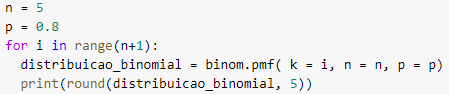 n = 5
p = 0.8
for i in range(n+1):
  distribuicao_binomial = binom.pmf( k = i, n = n, p = p)
  print(round(distribuicao_binomial, 5))